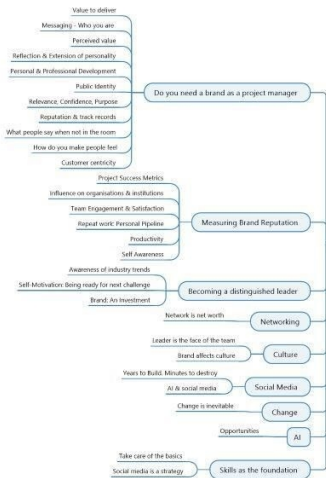 Value to deliver
Messaging - Who you are
Perceived value
Reflection & Extension of personality
Personal & Professional Development
Public Identity
Relevance, Confidence, Purpose
Reputation & track records
What people say when not in the room
How do you make people feel
Customer centricity
Do you need a brand as a project manager
Project Success Metrics
Influence on organisations & institutions
Team Engagement & Satisfaction
Repeat work: Personal Pipeline
Productivity
Self Awareness
Measuring Brand Reputation
Awareness of industry trends
Self-Motivation: Being ready for next challenge
Brand: An Investment
Becoming a distinguished leader
Network is net worth
Networking
Leader is the face of the team
Brand affects culture
Culture
Years to Build. Minutes to destroy
AI & social media
Social Media
Change is inevitable
Change
Opportunities
AI
Take care of the basics
Social media is a strategy
Skills as the foundation